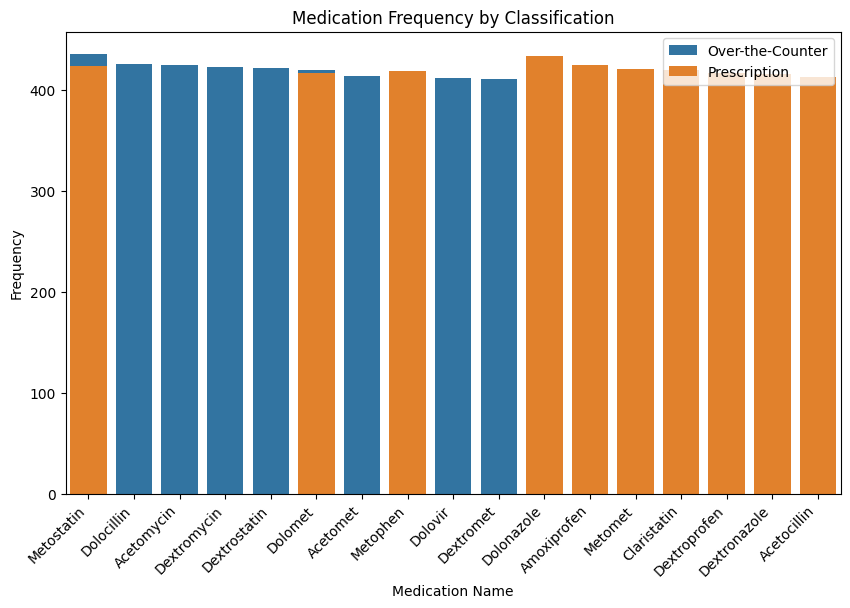 Medication Frequency by Classification
Over-the-Counter
Prescription
Frequency
400
300
200
100
0
Metostatin
Dolocillin
Acetomycin
Dextromycin
Dextrostatin
Dolomet
Acetomet
Metophen
Dolovir
Dextromet
Dolonazole
Amoxiprofen
Metomet
Claristatin
Dextroprofen
Dextronazole
Acetocillin
Medication Name